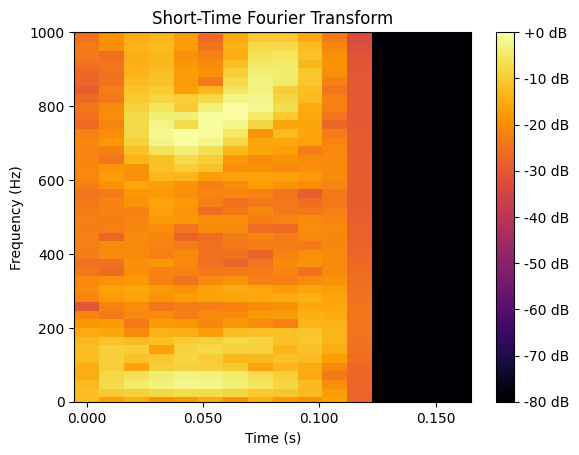 Short-Time Fourier Transform
Frequency (Hz)
1000
800
600
400
200
0
0.000
0.050
0.100
0.150
Time (s)
+0 dB
-10 dB
-20 dB
-30 dB
-40 dB
-50 dB
-60 dB
-70 dB
-80 dB